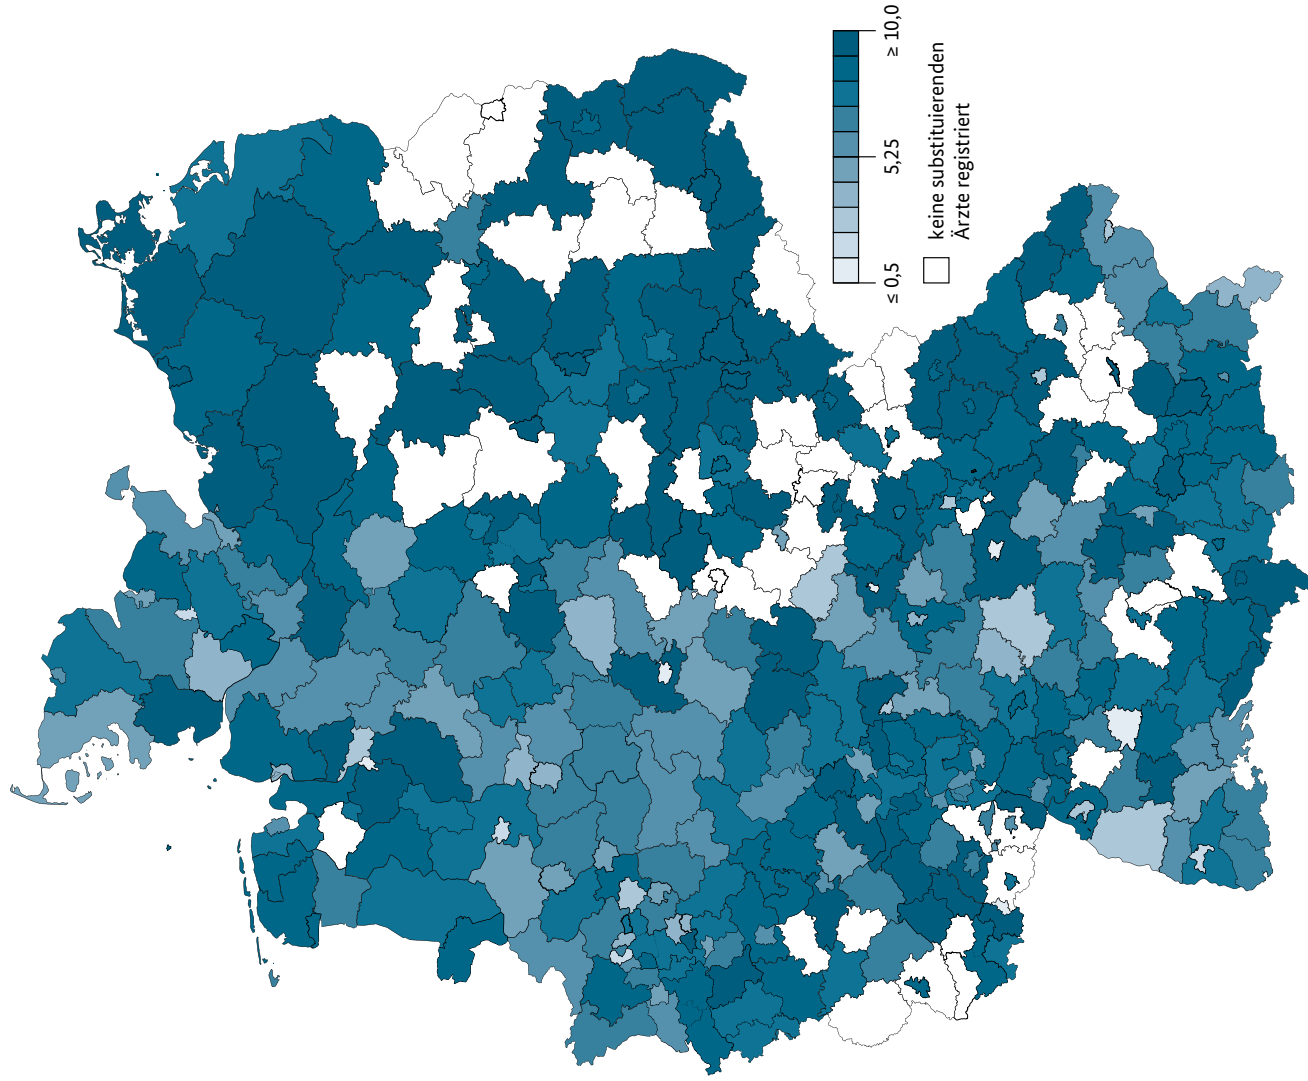 ≥ 10,0
5,25
≤ 0,5
keine substituierenden
Ärzte registriert